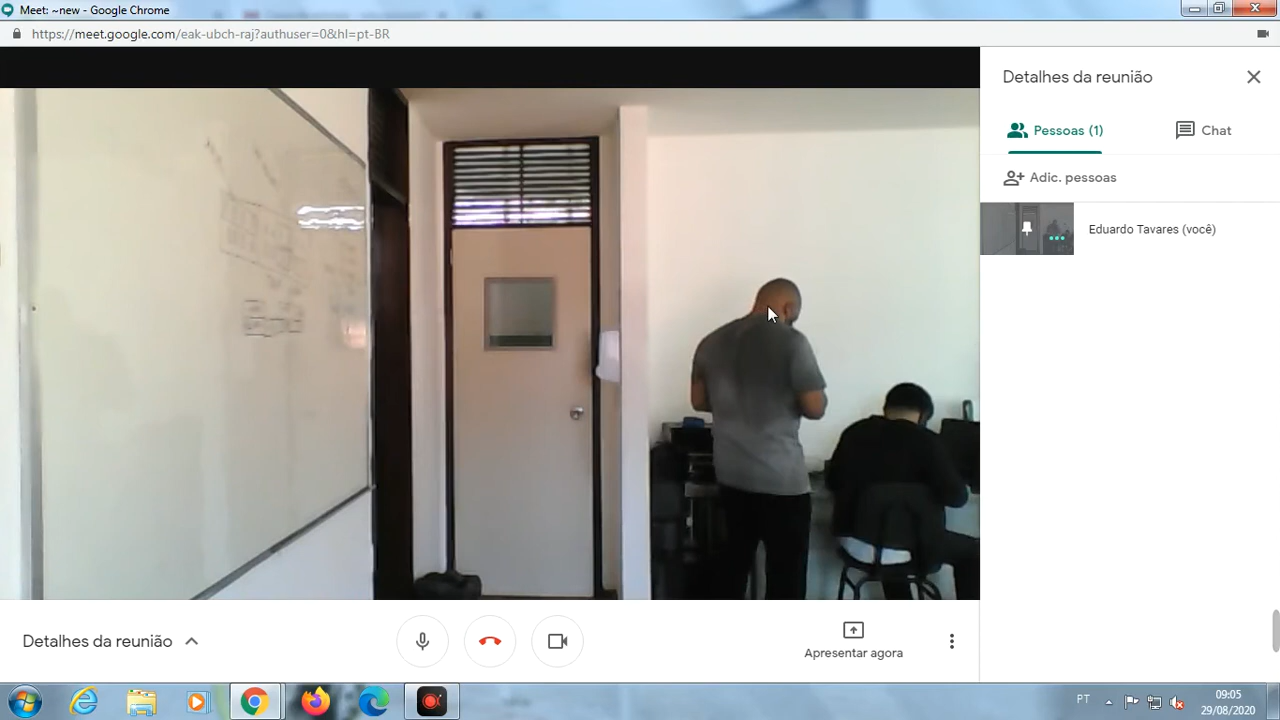 Meet: ~new - Google Chrome
https://meet.google.com/eak-ubch-raj?authuser=0&hl=pt-BR
Detalhes da reunião
Pessoas (1)
Chat
Adic. pessoas
Eduardo Tavares (você)
Detalhes da reunião
Apresentar agora
PT
09:05
29/08/2020